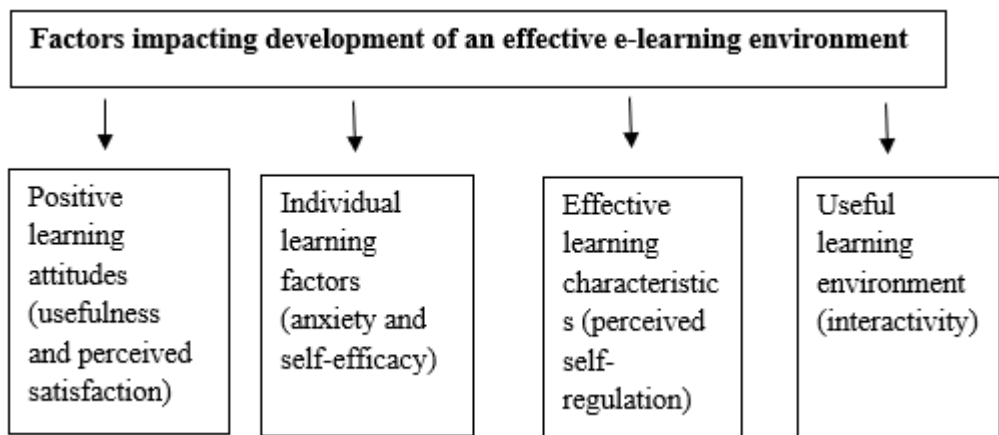 Factors impacting development of an effective e-learning environment
Positive
learning
attitudes
(usefulness
and perceived
satisfaction)
Individual
learning
factors
(anxiety and
self-efficacy)
Effective
learning
characteristic
s (perceived
self-
regulation)
Useful
learning
environment
(interactivity)